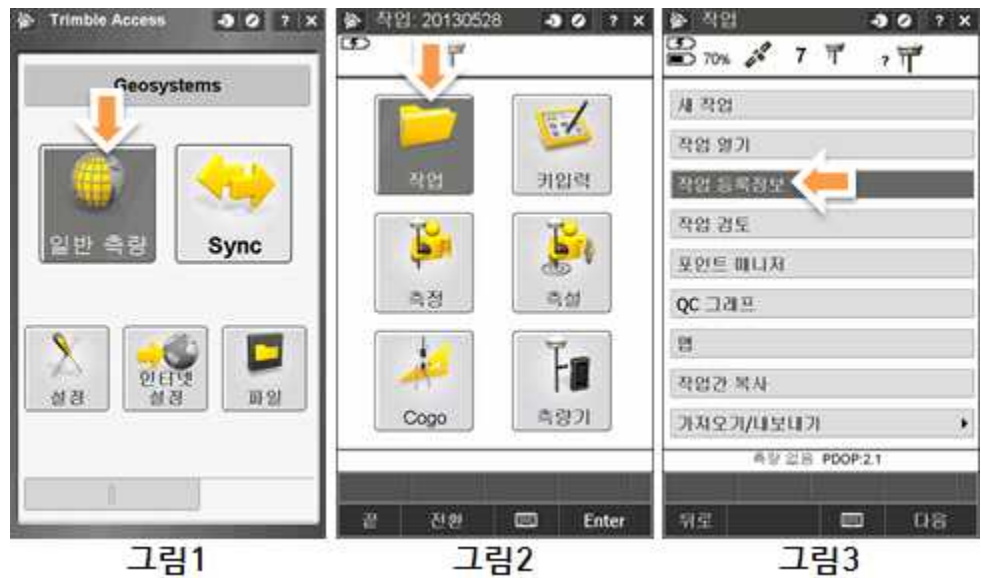 Trimble Access
? x
Geosystems
일반 측량
Sync
설정
인터넷
설정
파일
그림1
작업: 20130528
? x
작업
키입력
측정
측설
Cogo
측량기
끝
전환
Enter
그림2
작업
? x
70%
7
?
새 작업
작업 열기
작업 등록정보
작업 검토
포인트 매니저
QC 그래프
맵
작업간 복사
가져오기/내보내기
측량 없음 PDOP:2.1
뒤로
다음
그림3